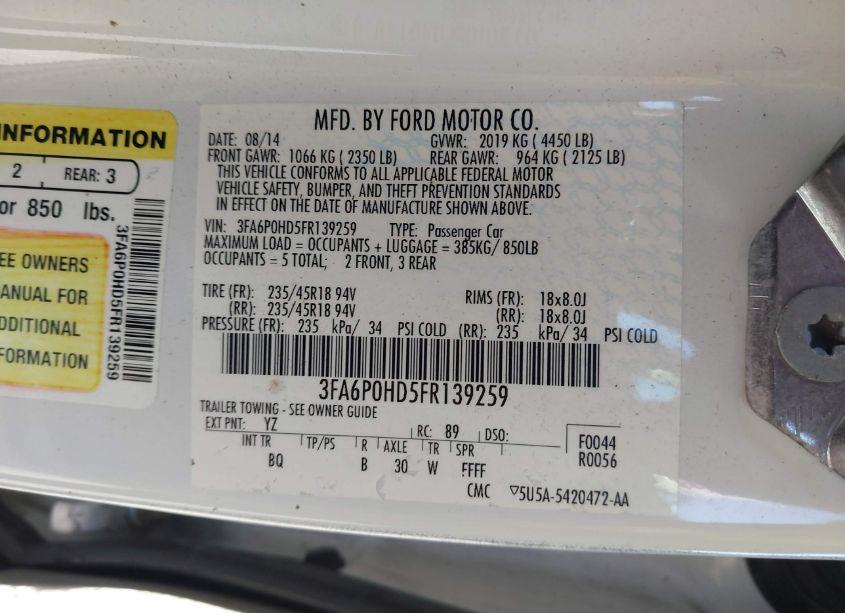 INFORMATION
2 REAR: 3
or 850 lbs.
EE OWNERS
ANUAL FOR
DDITIONAL
FORMATION
3FA6P0HD5FR139259
MFD. BY FORD MOTOR CO.
DATE: 08/14 GVWR: 2019 KG ( 4450 LB)
FRONT GAWR: 1066 KG ( 2350 LB) REAR GAWR: 964 KG ( 2125 LB)
THIS VEHICLE CONFORMS TO ALL APPLICABLE FEDERAL MOTOR
VEHICLE SAFETY, BUMPER, AND THEFT PREVENTION STANDARDS
IN EFFECT ON THE DATE OF MANUFACTURE SHOWN ABOVE.
VIN: 3FA6P0HD5FR139259 TYPE: Passenger Car
MAXIMUM LOAD = OCCUPANTS + LUGGAGE = 385KG/ 850LB
OCCUPANTS = 5 TOTAL; 2 FRONT, 3 REAR
TIRE (FR): 235/45R18 94V RIMS (FR): 18x8.0J
(RR): 235/45R18 94V (RR): 18x8.0J
PRESSURE (FR): 235 kPa/ 34 PSI COLD (RR): 235 kPa/ 34 PSI COLD
3FA6P0HD5FR139259
TRAILER TOWING - SEE OWNER GUIDE
EXT PNT: YZ RC: 89 DSO: F0044
INT TR TP/PS R AXLE TR SPR R0056
BQ B 30 W FFFF
CMC ▽5U5A-5420472-AA